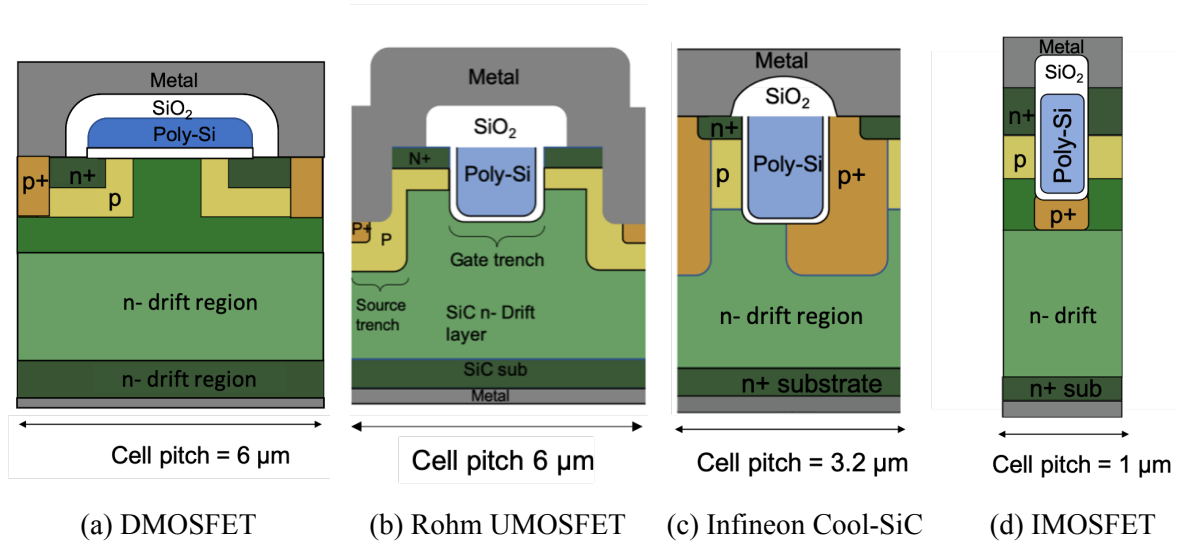 Metal
SiO2
Poly-Si
p+
n+
p
n- drift region
n- drift region
Cell pitch = 6 μm
(a) DMOSFET
Metal
SiO2
N+
Poly-Si
P+
P
Gate trench
Source
trench
SiC n- Drift
layer
SiC sub
Metal
Cell pitch 6 μm
(b) Rohm UMOSFET
Metal
SiO2
n+
Poly-Si
p
p+
n- drift region
n+ substrate
Cell pitch = 3.2 μm
(c) Infineon Cool-SiC
Metal
SiO2
n+
Poly-Si
p
p+
n- drift
n+ sub
Cell pitch = 1 μm
(d) IMOSFET